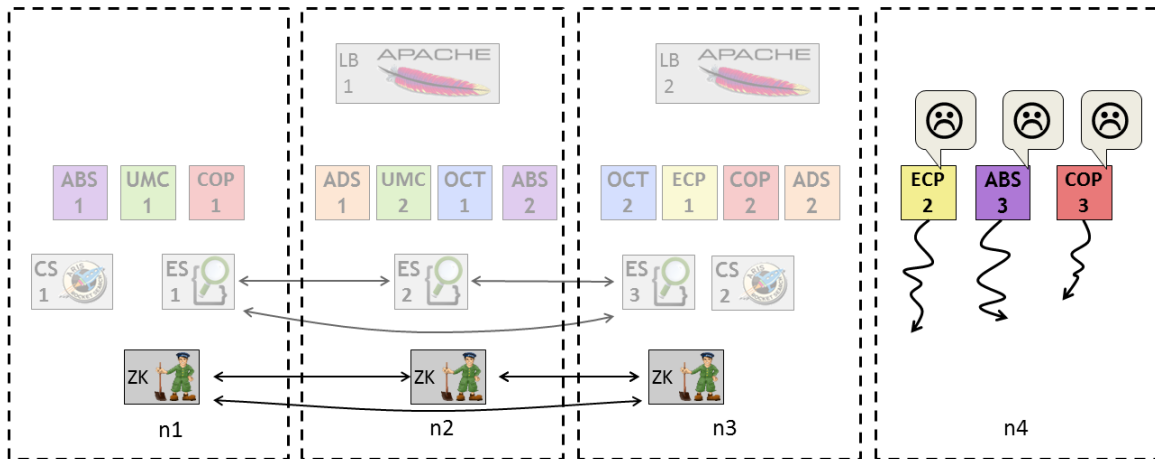 LB
1
APACHE
LB
2
APACHE
ABS
1
UMC
1
COP
1
ADS
1
UMC
2
OCT
1
ABS
2
OCT
2
ECP
1
COP
2
ADS
2
ECP
2
ABS
3
COP
3
CS
1
ES
1
ES
2
ES
3
CS
2
ZK
ZK
ZK
n1
n2
n3
n4